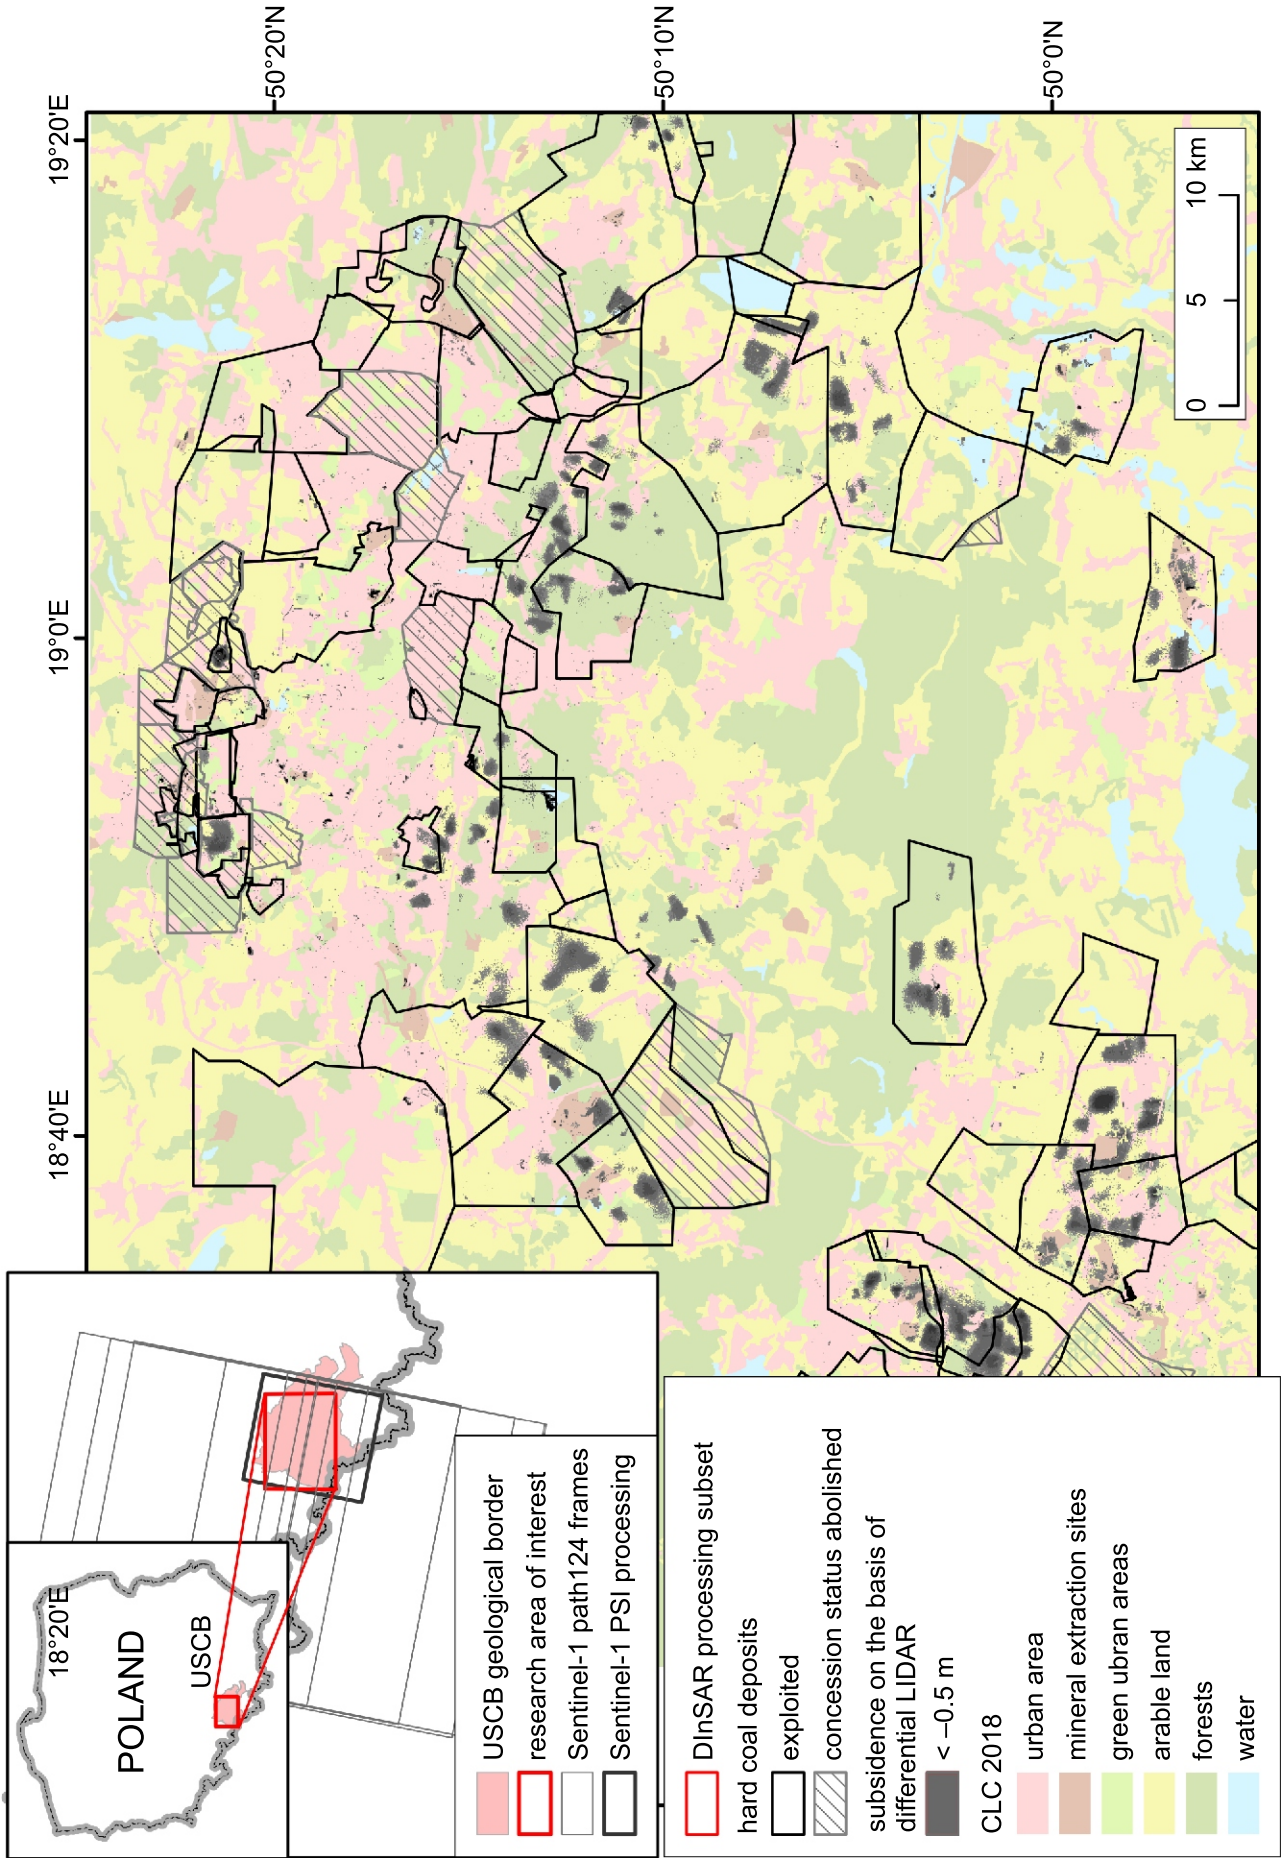 18°20'E
18°40'E
19°0'E
19°20'E
50°20'N
50°10'N
50°0'N
POLAND
USCB
USCB geological border
research area of interest
Sentinel-1 path124 frames
Sentinel-1 PSI processing
DInSAR processing subset
hard coal deposits
exploited
concession status abolished
subsidence on the basis of
differential LIDAR
< –0.5 m
CLC 2018
urban area
mineral extraction sites
green ubran areas
arable land
forests
water
0 5 10 km